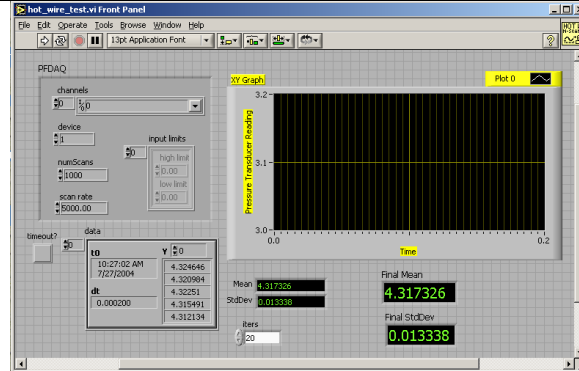 hot_wire_test.vi Front Panel
File Edit Operate Tools Browse Window Help
13pt Application Font
PFDAQ
channels
0
0
device
1
input limits
0
numScans
1000
high limit
0.00
low limit
0.00
scan rate
5000.00
XY Graph
Plot 0
Pressure Transducer Reading
3.2
3.1
3.0
0.0
0.2
Time
timeout?
data
0
t0
10:27:02 AM
7/27/2004
dt
0.000200
Y
0
4.324646
4.320984
4.32251
4.315491
4.312134
Mean
4.317326
StdDev
0.013338
iters
20
Final Mean
4.317326
Final StdDev
0.013338